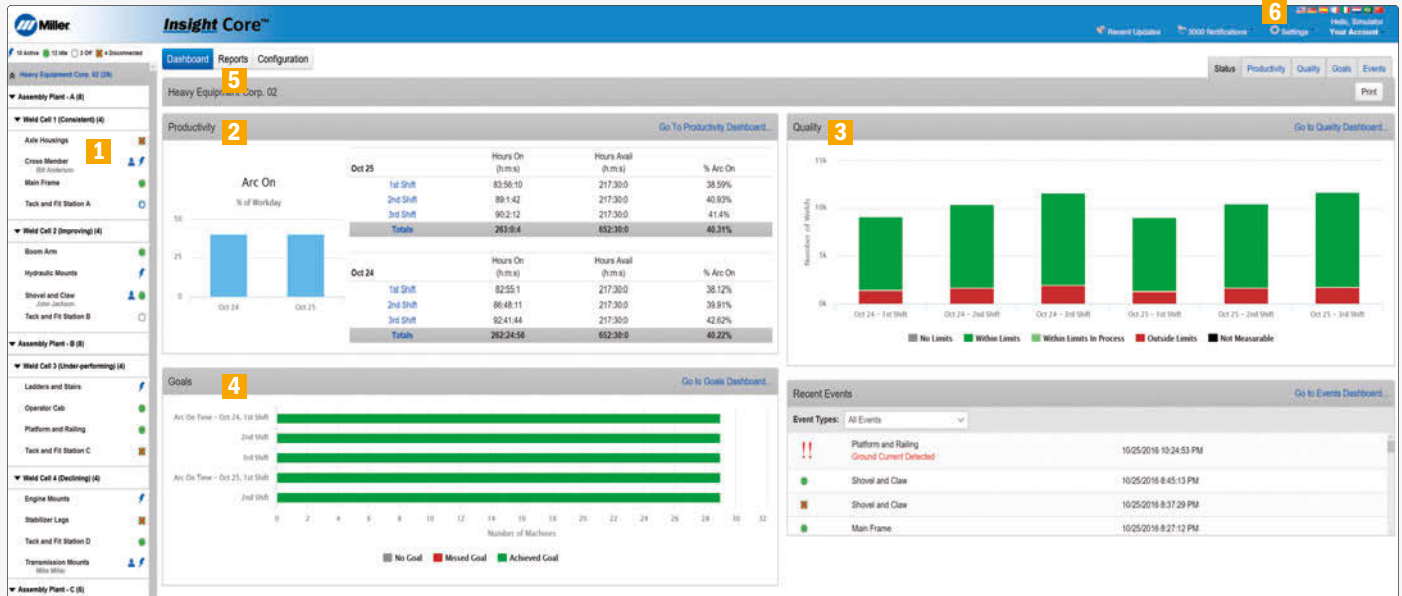 Miller
Insight Core™
6
Recent Updates
3000 Notifications
Settings
Hello, Simulator
Your Account
Active
12 Idle
2 Off
4 Disconnected
Heavy Equipment Corp. 02 (29)
Assembly Plant - A (8)
Weld Cell 1 (Consistent) (4)
Axle Housings
1
Cross Member
Bill Anderson
Main Frame
Tack and Fit Station A
Weld Cell 2 (Improving) (4)
Boom Arm
Hydraulic Mounts
Shovel and Claw
John Jackson
Tack and Fit Station B
Assembly Plant - B (8)
Weld Cell 3 (Under-performing) (4)
Ladders and Stairs
Operator Cab
Platform and Railing
Tack and Fit Station C
Weld Cell 4 (Declining) (4)
Engine Mounts
Stabilizer Legs
Tack and Fit Station D
Transmission Mounts
Mike Miller
Assembly Plant - C (5)
Dashboard Reports Configuration
5
Status Productivity Quality Goals Events
Heavy Equipment Corp. 02
Print
Productivity
2
Go To Productivity Dashboard...
Arc On
% of Workday
50
25
0
Oct 24 Oct 25
Oct 25
Hours On (h:m:s) Hours Avail (h:m:s) % Arc On
1st Shift 83:56:10 217:30:0 38.59%
2nd Shift 89:1:42 217:30:0 40.93%
3rd Shift 90:2:12 217:30:0 41.4%
Totals 263:0:4 652:30:0 40.31%
Oct 24
Hours On (h:m:s) Hours Avail (h:m:s) % Arc On
1st Shift 82:55:1 217:30:0 38.12%
2nd Shift 86:48:11 217:30:0 39.91%
3rd Shift 92:41:44 217:30:0 42.62%
Totals 262:24:56 652:30:0 40.22%
Quality
3
Go to Quality Dashboard...
Number of Welds
15k
10k
5k
0k
Oct 24 – 1st Shift Oct 24 – 2nd Shift Oct 24 – 3rd Shift Oct 25 – 1st Shift Oct 25 – 2nd Shift Oct 25 – 3rd Shift
No Limits Within Limits Within Limits In Process Outside Limits Not Measurable
Goals
4
Go to Goals Dashboard...
Arc On Time – Oct 24, 1st Shift
2nd Shift
3rd Shift
Arc On Time – Oct 25, 1st Shift
2nd Shift
0 2 4 6 8 10 12 14 16 18 20 22 24 26 28 30 32
Number of Machines
No Goal Missed Goal Achieved Goal
Recent Events
Go to Events Dashboard...
Event Types: All Events
!!
Platform and Railing
Ground Current Detected
10/25/2016 10:24:53 PM
Shovel and Claw 10/25/2016 8:45:13 PM
Shovel and Claw 10/25/2016 8:37:29 PM
Main Frame 10/25/2016 8:27:12 PM